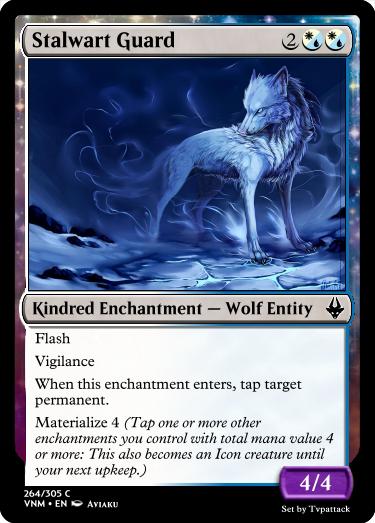 Stalwart Guard 2
Kindred Enchantment — Wolf Entity
Flash
Vigilance
When this enchantment enters, tap target
permanent.
Materialize 4 (Tap one or more other
enchantments you control with total mana value 4
or more: This also becomes an Icon creature until
your next upkeep.)
4/4
264/305 C
VNM • EN Aviaku
Set by Tvpattack